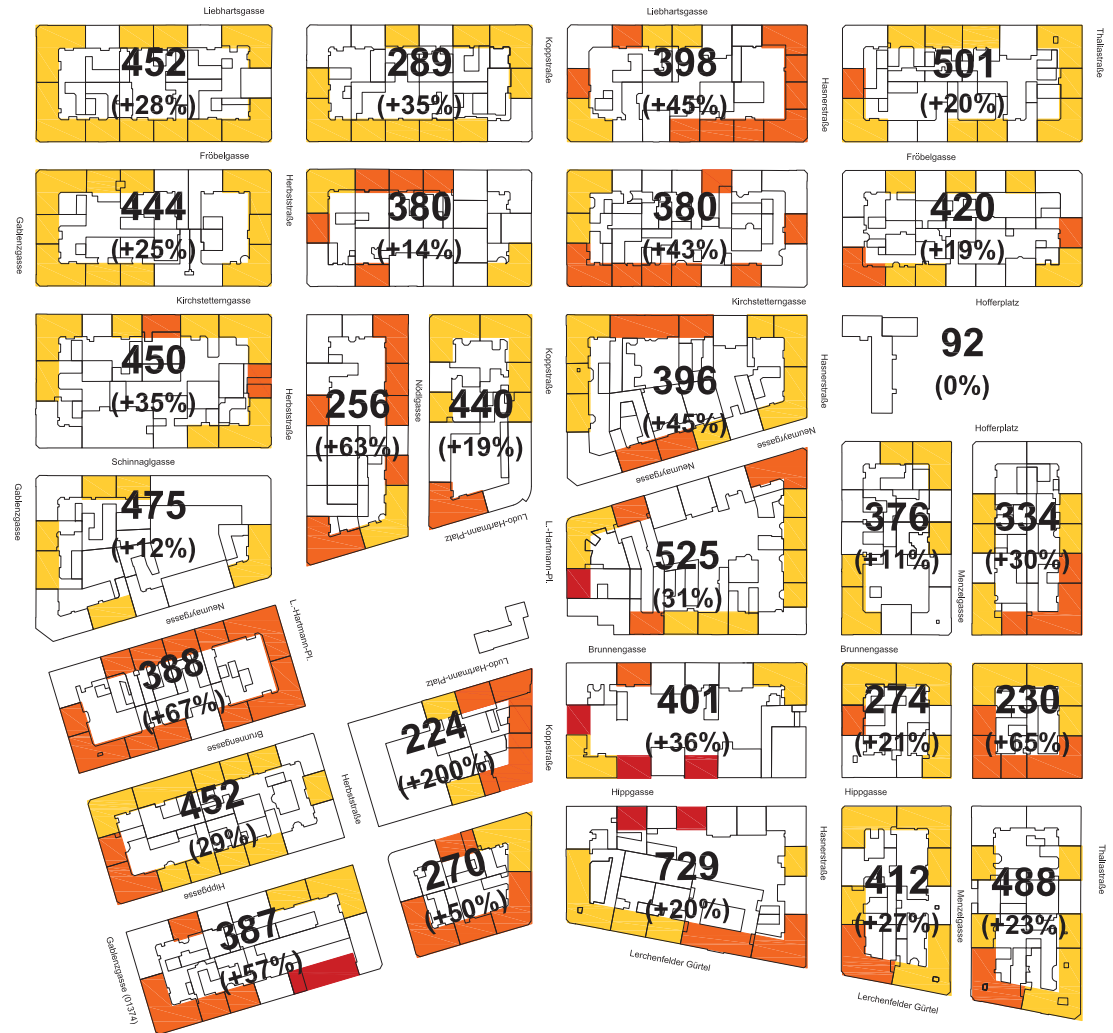 Liebhartsgasse
Liebhartsgasse
Koppstraße
Thaliastraße
452
(+28%)
289
(+35%)
398
(+45%)
Hasnerstraße
501
(+20%)
Fröbelgasse
Fröbelgasse
Gablenzgasse
444
(+25%)
Herbststraße
380
(+14%)
380
(+43%)
420
(+19%)
Kirchstetterngasse
Kirchstetterngasse
Hofferplatz
450
(+35%)
Herbststraße
256
(+63%)
Nödlgasse
440
(+19%)
Koppstraße
396
(+45%)
Neumayrgasse
Hasnerstraße
92
(0%)
Hofferplatz
Schinnaglgasse
Gablenzgasse
475
(+12%)
Ludo-Hartmann-Platz
Neumayrgasse
L.-Hartmann-Pl.
525
(31%)
376
(+11%)
Menzelgasse
334
(+30%)
Neumayrgasse
L.-Hartmann-Pl.
388
(+67%)
Ludo-Hartmann-Platz
Brunnengasse
Brunnengasse
Brunnengasse
224
(+200%)
Koppstraße
401
(+36%)
274
(+21%)
230
(+65%)
452
(29%)
Herbststraße
Hippgasse
Hippgasse
Hippgasse
270
(+50%)
729
(+20%)
Hasnerstraße
412
(+27%)
Menzelgasse
488
(+23%)
Thaliastraße
387
(+57%)
Gablenzgasse (01374)
Lerchenfelder Gürtel
Lerchenfelder Gürtel